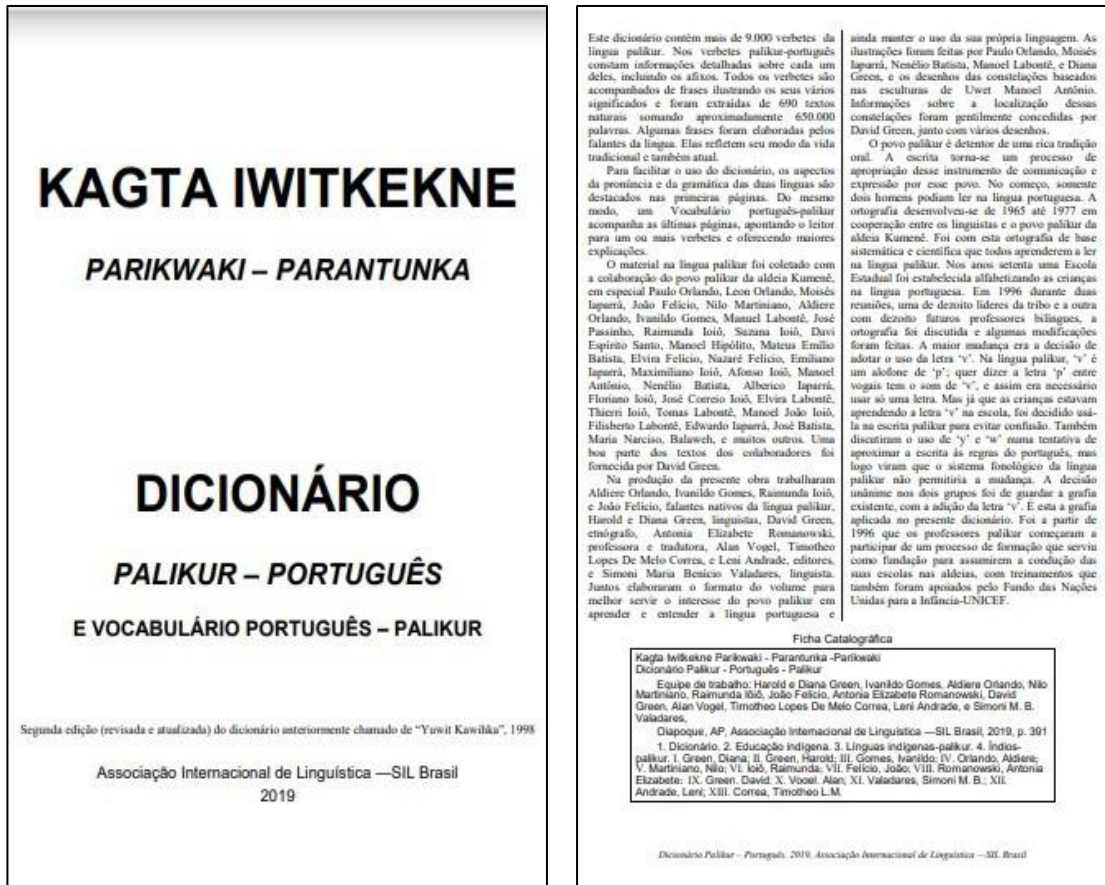 KAGTA IWITKEKNE
PARIKWAKI – PARANTUNKA
DICIONÁRIO
PALIKUR – PORTUGUÊS
E VOCABULÁRIO PORTUGUÊS – PALIKUR
Segunda edição (revisada e atualizada) do dicionário anteriormente chamado de “Yuwit Kawihka”, 1998
Associação Internacional de Linguística —SIL Brasil
2019
Este dicionário contém mais de 9.000 verbetes da
língua palikur. Nos verbetes palikur-português
constam informações detalhadas sobre cada um
deles, incluindo os afixos. Todos os verbetes são
acompanhados de frases ilustrando os seus vários
significados e foram extraídas de 690 textos
naturais somando aproximadamente 650.000
palavras. Algumas frases foram elaboradas pelos
falantes da língua. Elas refletem seu modo da vida
tradicional e também atual.
Para facilitar o uso do dicionário, os aspectos
da pronúncia e da gramática das duas línguas são
destacados nas primeiras páginas. Do mesmo
modo, um Vocabulário português-palikur
acompanha as últimas páginas, apontando o leitor
para um ou mais verbetes e oferecendo maiores
explicações.
O material na língua palikur foi coletado com
a colaboração do povo palikur da aldeia Kumenê,
em especial Paulo Orlando, Leon Orlando, Moisés
Iaparrá, João Felício, Nilo Martiniano, Aldiere
Orlando, Ivanildo Gomes, Manuel Labontê, José
Passinho, Raimunda Ioiô, Suzana Ioiô, Davi
Espírito Santo, Manoel Hipólito, Mateus Emílio
Batista, Elvira Felício, Nazaré Felício, Emiliano
Iaparrá, Maximiliano Ioiô, Afonso Ioiô, Manoel
Antônio, Nenélio Batista, Alberico Iaparrá,
Floriano Ioiô, José Correio Ioiô, Elvira Labontê,
Thierri Ioiô, Tomas Labontê, Manoel João Ioiô,
Filisberto Labontê, Edwardo Iaparrá, José Batista,
Maria Narciso, Balaweh, e muitos outros. Uma
boa parte dos textos dos colaboradores foi
fornecida por David Green.
Na produção da presente obra trabalharam
Aldiere Orlando, Ivanildo Gomes, Raimunda Ioiô,
e João Felício, falantes nativos da língua palikur,
Harold e Diana Green, linguistas, David Green,
etnógrafo, Antonia Elizabete Romanowski,
professora e tradutora, Alan Vogel, Timotheo
Lopes De Melo Correa, e Leni Andrade, editores,
e Simoni Maria Benicio Valadares, linguista.
Juntos elaboraram o formato do volume para
melhor servir o interesse do povo palikur em
aprender e entender a língua portuguesa e
ainda manter o uso da sua própria linguagem. As
ilustrações foram feitas por Paulo Orlando, Moisés
Iaparrá, Nenélio Batista, Manoel Labontê, e Diana
Green, e os desenhos das constelações baseados
nas esculturas de Uwet Manoel Antônio.
Informações sobre a localização dessas
constelações foram gentilmente concedidas por
David Green, junto com vários desenhos.
O povo palikur é detentor de uma rica tradição
oral. A escrita torna-se um processo de
apropriação desse instrumento de comunicação e
expressão por esse povo. No começo, somente
dois homens podiam ler na língua portuguesa. A
ortografia desenvolveu-se de 1965 até 1977 em
cooperação entre os linguistas e o povo palikur da
aldeia Kumenê. Foi com esta ortografia de base
sistemática e científica que todos aprenderem a ler
na língua palikur. Nos anos setenta uma Escola
Estadual foi estabelecida alfabetizando as crianças
na língua portuguesa. Em 1996 durante duas
reuniões, uma de dezoito líderes da tribo e a outra
com dezoito futuros professores bilíngues, a
ortografia foi discutida e algumas modificações
foram feitas. A maior mudança era a decisão de
adotar o uso da letra ‘v’. Na língua palikur, ‘v’ é
um alofone de ‘p’; quer dizer a letra ‘p’ entre
vogais tem o som de ‘v’, e assim era necessário
usar só uma letra. Mas já que as crianças estavam
aprendendo a letra ‘v’ na escola, foi decidido usá-
la na escrita palikur para evitar confusão. Também
discutiram o uso de ‘y’ e ‘w’ numa tentativa de
aproximar a escrita às regras do português, mas
logo viram que o sistema fonológico da língua
palikur não permitiria a mudança. A decisão
unânime nos dois grupos foi de guardar a grafia
existente, com a adição da letra ‘v’. É esta a grafia
aplicada no presente dicionário. Foi a partir de
1996 que os professores palikur começaram a
participar de um processo de formação que serviu
como fundação para assumirem a condução das
suas escolas nas aldeias, com treinamentos que
também foram apoiados pelo Fundo das Nações
Unidas para a Infância-UNICEF.
Ficha Catalográfica
Kagta Iwitkekne Parikwaki - Parantunka -Parikwaki
Dicionário Palikur - Português - Palikur
Equipe de trabalho: Harold e Diana Green, Ivanildo Gomes, Aldiere Orlando, Nilo
Martiniano, Raimunda Ioiô, João Felício, Antonia Elizabete Romanowski, David
Green, Alan Vogel, Timotheo Lopes De Melo Correa, Leni Andrade, e Simoni M. B.
Valadares,
Oiapoque, AP, Associação Internacional de Linguística —SIL Brasil, 2019, p. 391
1. Dicionário. 2. Educação indígena. 3. Línguas indígenas-palikur. 4. Índios-
palikur. I. Green, Diana; II. Green, Harold; III. Gomes, Ivanildo; IV. Orlando, Aldiere;
V. Martiniano, Nilo; VI. Ioiô, Raimunda; VII. Felício, João; VIII. Romanowski, Antonia
Elizabete; IX. Green. David; X. Vogel, Alan; XI. Valadares, Simoni M. B.; XII.
Andrade, Leni; XIII. Correa, Timotheo L.M.
Dicionário Palikur – Português, 2019, Associação Internacional de Linguística —SIL Brasil